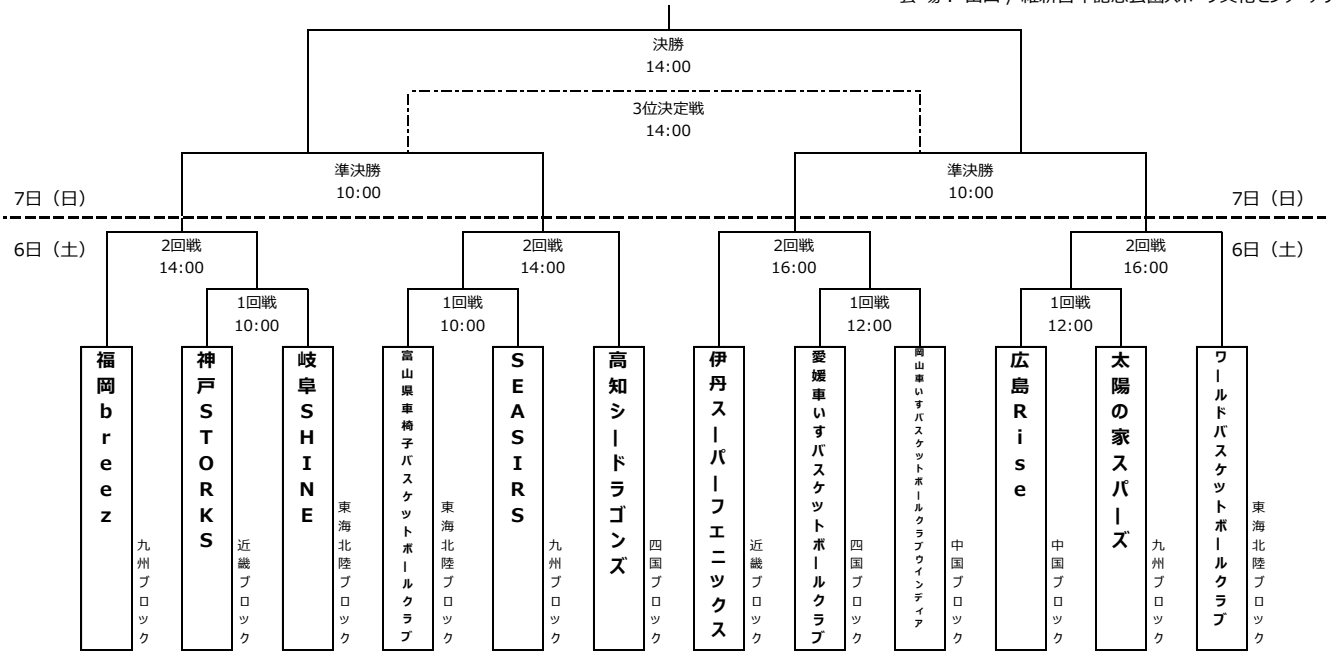 決勝
14:00
3位決定戦
14:00
準決勝
10:00
準決勝
10:00
7日（日）
7日（日）
6日（土）
6日（土）
2回戦
14:00
2回戦
14:00
2回戦
16:00
2回戦
16:00
1回戦
10:00
1回戦
10:00
1回戦
12:00
1回戦
12:00
福岡breez
九州ブロック
神戸STORKS
近畿ブロック
岐阜SHINE
東海北陸ブロック
富山県車椅子バスケットボールクラブ
東海北陸ブロック
SEASIRS
九州ブロック
高知シードラゴンズ
四国ブロック
伊丹スーパーフェニックス
近畿ブロック
愛媛車いすバスケットボールクラブ
四国ブロック
岡山車いすバスケットボールクラブウインディア
中国ブロック
広島Rise
中国ブロック
太陽の家スパーズ
九州ブロック
ワールドバスケットボールクラブ
東海北陸ブロック